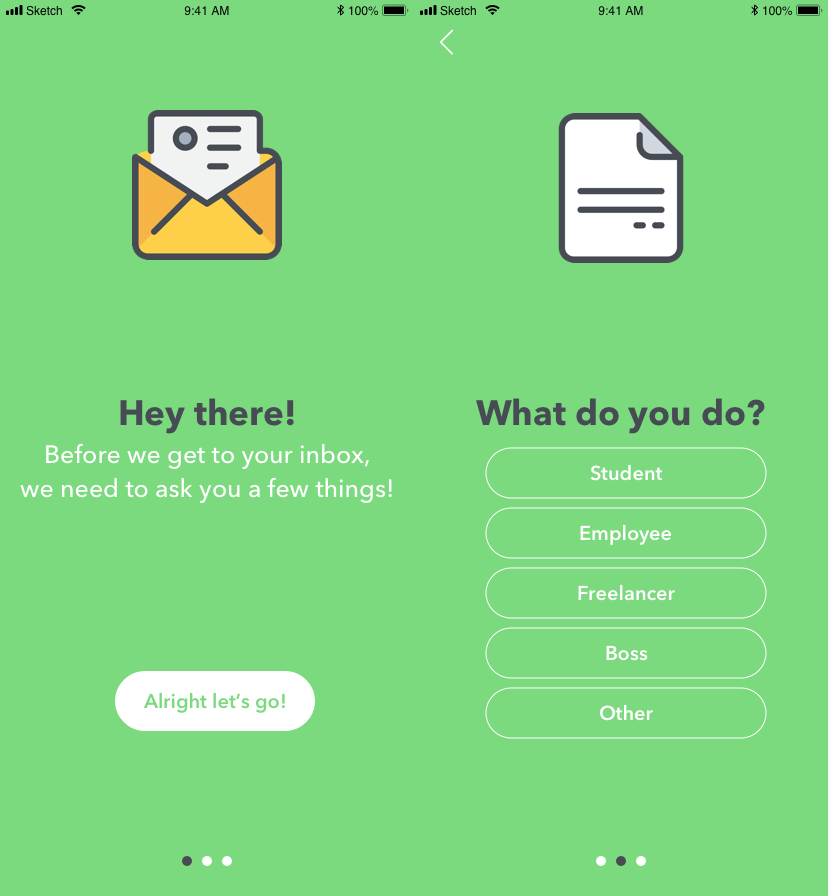 Sketch 9:41 AM 100%
Hey there!
Before we get to your inbox,
we need to ask you a few things!
Alright let's go!
Sketch 9:41 AM 100%
What do you do?
Student
Employee
Freelancer
Boss
Other